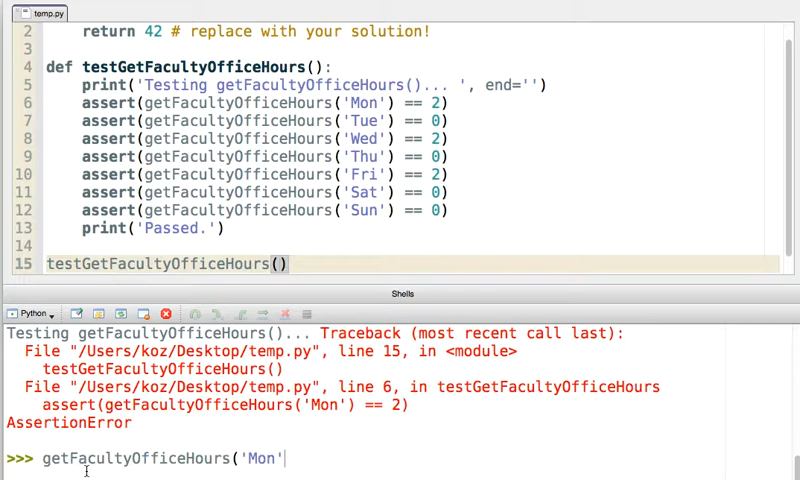 temp.py
2 return 42 # replace with your solution!
3
4 def testGetFacultyOfficeHours():
5 print('Testing getFacultyOfficeHours()... ', end='')
6 assert(getFacultyOfficeHours('Mon') == 2)
7 assert(getFacultyOfficeHours('Tue') == 0)
8 assert(getFacultyOfficeHours('Wed') == 2)
9 assert(getFacultyOfficeHours('Thu') == 0)
10 assert(getFacultyOfficeHours('Fri') == 2)
11 assert(getFacultyOfficeHours('Sat') == 0)
12 assert(getFacultyOfficeHours('Sun') == 0)
13 print('Passed.')
14
15 testGetFacultyOfficeHours()
Shells
Python
Testing getFacultyOfficeHours()... Traceback (most recent call last):
File "/Users/koz/Desktop/temp.py", line 15, in <module>
testGetFacultyOfficeHours()
File "/Users/koz/Desktop/temp.py", line 6, in testGetFacultyOfficeHours
assert(getFacultyOfficeHours('Mon') == 2)
AssertionError
>>> getFacultyOfficeHours('Mon'